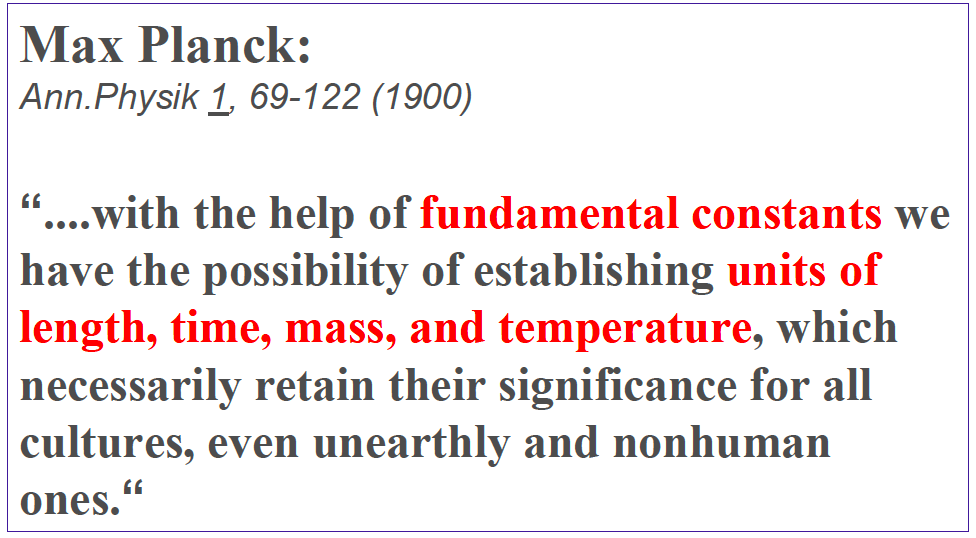 Max Planck:
Ann.Physik 1, 69-122 (1900)
“....with the help of fundamental constants we
have the possibility of establishing units of
length, time, mass, and temperature, which
necessarily retain their significance for all
cultures, even unearthly and nonhuman
ones.“